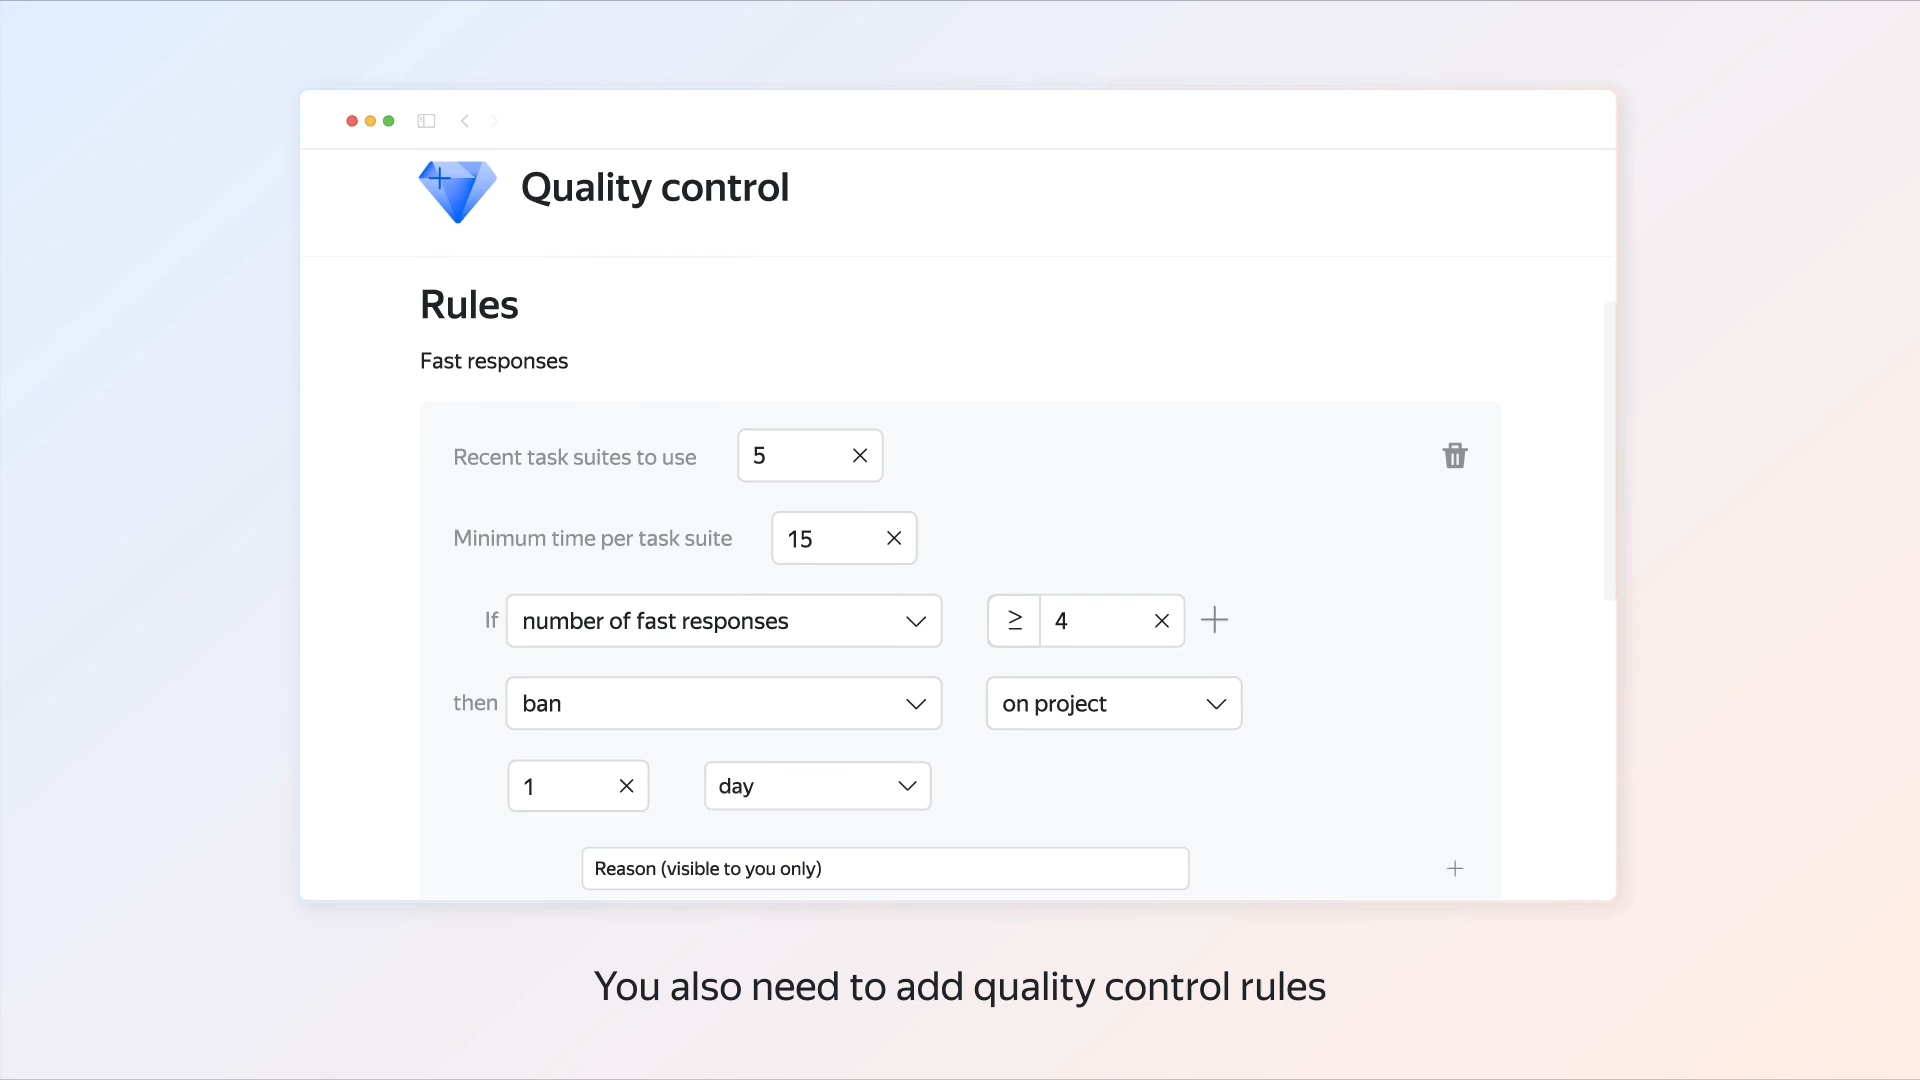 Quality control
Rules
Fast responses
Recent task suites to use 5
Minimum time per task suite 15
If number of fast responses ≥ 4
then ban on project
1 day
Reason (visible to you only)
You also need to add quality control rules